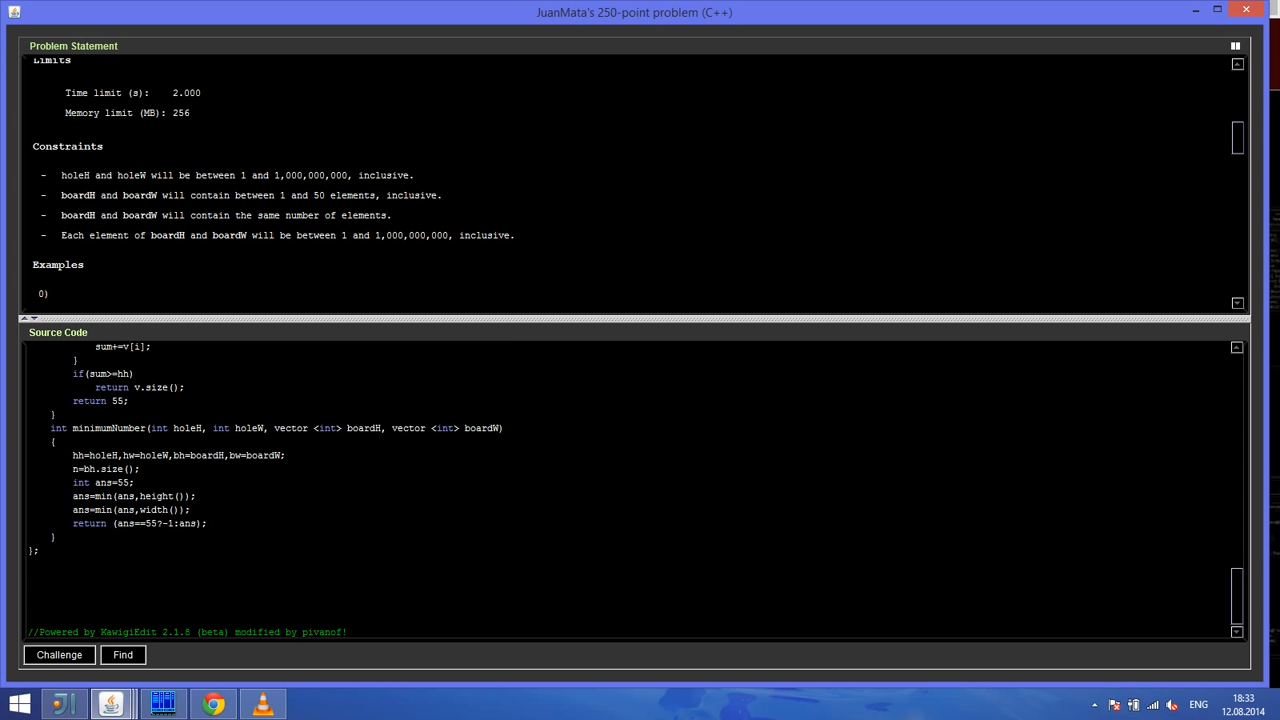 JuanMata's 250-point problem (C++)
Problem Statement
Limits
Time limit (s): 2.000
Memory limit (MB): 256
Constraints
- holeH and holeW will be between 1 and 1,000,000,000, inclusive.
- boardH and boardW will contain between 1 and 50 elements, inclusive.
- boardH and boardW will contain the same number of elements.
- Each element of boardH and boardW will be between 1 and 1,000,000,000, inclusive.
Examples
0)
Source Code
sum+=v[i];
}
if(sum>=hh)
return v.size();
return 55;
}
int minimumNumber(int holeH, int holeW, vector <int> boardH, vector <int> boardW)
{
hh=holeH,hw=holeW,bh=boardH,bw=boardW;
n=bh.size();
int ans=55;
ans=min(ans,height());
ans=min(ans,width());
return (ans==55?-1:ans);
}
};
//Powered by KawigiEdit 2.1.8 (beta) modified by pivanof!
Challenge
Find
ENG
18:33
12.08.2014